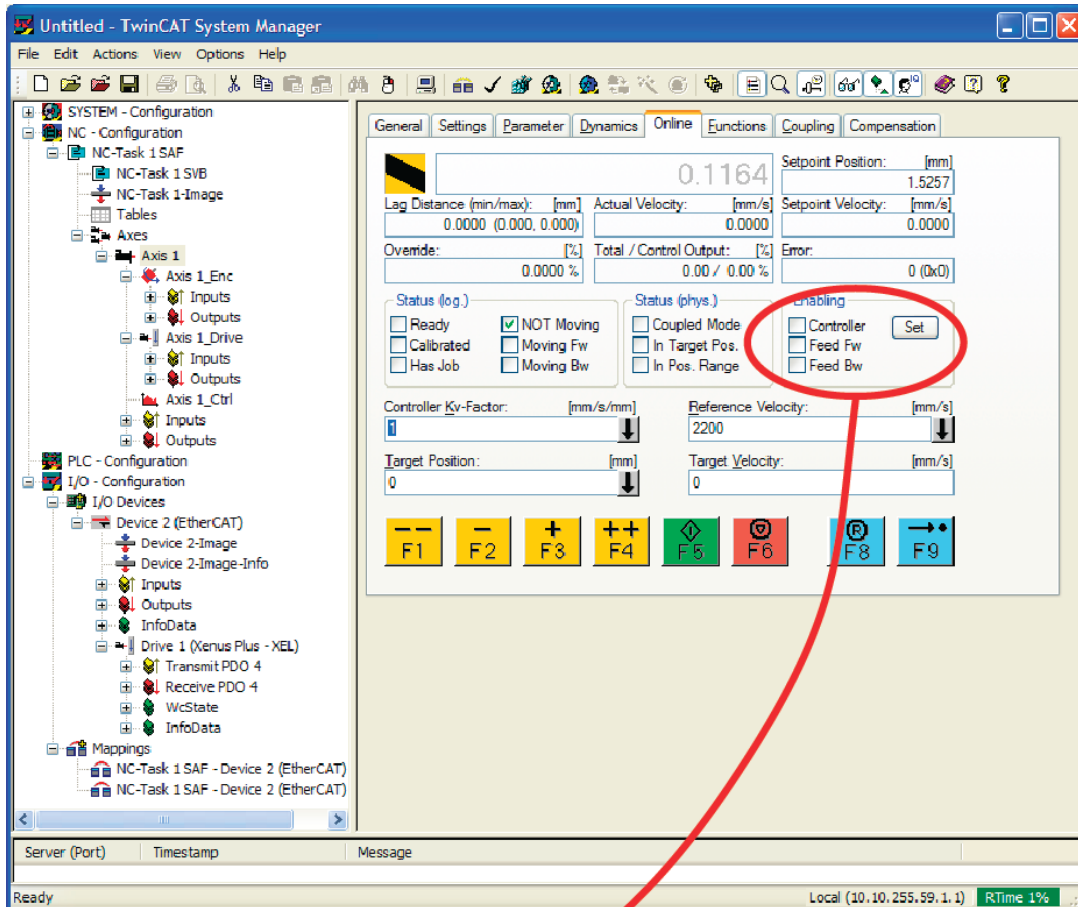 Untitled - TwinCAT System Manager
File Edit Actions View Options Help
SYSTEM - Configuration
NC - Configuration
NC-Task 1 SAF
NC-Task 1 SVB
NC-Task 1-Image
Tables
Axes
Axis 1
Axis 1_Enc
Inputs
Outputs
Axis 1_Drive
Inputs
Outputs
Axis 1_Ctrl
Inputs
Outputs
PLC - Configuration
I/O - Configuration
I/O Devices
Device 2 (EtherCAT)
Device 2-Image
Device 2-Image-Info
Inputs
Outputs
InfoData
Drive 1 (Xenus Plus - XEL)
Transmit PDO 4
Receive PDO 4
WcState
InfoData
Mappings
NC-Task 1 SAF - Device 2 (EtherCAT)
NC-Task 1 SAF - Device 2 (EtherCAT)
General Settings Parameter Dynamics Online Functions Coupling Compensation
0.1164
Setpoint Position: [mm]
1.5257
Lag Distance (min/max): [mm] Actual Velocity: [mm/s] Setpoint Velocity: [mm/s]
0.0000 (0.000, 0.000) 0.0000 0.0000
Override: [%] Total / Control Output: [%] Error:
0.0000 % 0.00 / 0.00 % 0 (0x0)
Status (log.) Status (phys.) Enabling
Ready NOT Moving Coupled Mode Controller Set
Calibrated Moving Fw In Target Pos. Feed Fw
Has Job Moving Bw In Pos. Range Feed Bw
Controller Kv-Factor: [mm/s/mm] Reference Velocity: [mm/s]
1 2200
Target Position: [mm] Target Velocity: [mm/s]
0 0
-- - + ++ R
F1 F2 F3 F4 F5 F6 F8 F9
Server (Port) Timestamp Message
Ready Local (10.10.255.59.1.1) RTime 1%